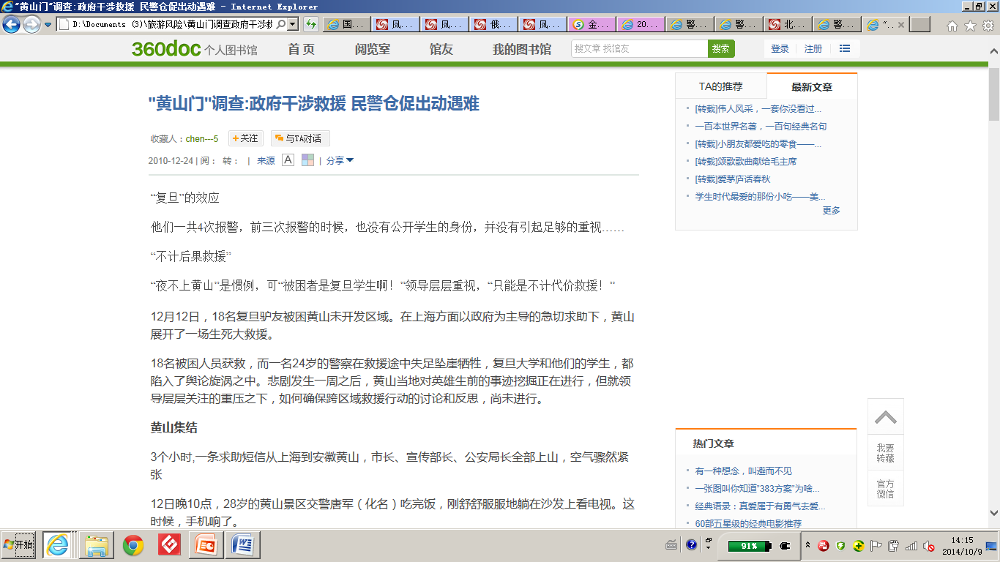 "黄山门"调查:政府干涉救援 民警仓促出动遇难 - Internet Explorer
D:\Documents (3)\旅游风险\黄山门调查政府干涉救
国...
凤...
凤...
俄...
凤...
金...
20...
警...
警...
北...
警...
"...
360doc 个人图书馆
首 页
阅览室
馆友
我的图书馆
搜文章 找馆友
搜索
登录
注册
"黄山门"调查:政府干涉救援 民警仓促出动遇难
收藏人：chen---5
+关注
与TA对话
2010-12-24 | 阅： 转： | 来源 A | 分享
“复旦”的效应
他们一共4次报警，前三次报警的时候，也没有公开学生的身份，并没有引起足够的重视……
“不计后果救援”
“夜不上黄山”是惯例，可“被困者是复旦学生啊！”领导层层重视，“只能是不计代价救援！”
12月12日，18名复旦驴友被困黄山未开发区域。在上海方面以政府为主导的急切求助下，黄山
展开了一场生死大救援。
18名被困人员获救，而一名24岁的警察在救援途中失足坠崖牺牲，复旦大学和他们的学生，都
陷入了舆论旋涡之中。悲剧发生一周之后，黄山当地对英雄生前的事迹挖掘正在进行，但就领
导层层关注的重压之下，如何确保跨区域救援行动的讨论和反思，尚未进行。
黄山集结
3个小时,一条求助短信从上海到安徽黄山，市长、宣传部长、公安局长全部上山，空气骤然紧
张
12日晚10点，28岁的黄山景区交警唐军（化名）吃完饭，刚舒舒服服地躺在沙发上看电视。这
时候，手机响了。
TA的推荐
最新文章
[转载]伟人风采，一套你没看过...
一百本世界名著，一百句经典名句
[转载]小朋友都爱吃的零食——...
[转载]颂歌歌曲献给毛主席
[转载]爱茅庐话春秋
学生时代最爱的那份小吃——美...
更多
热门文章
有一种想念，叫避而不见
一张图叫你知道"383方案"为啥...
经典语录：真爱属于有勇气去爱...
60部五星级的经典电影推荐
我要
转藏
官方
微信
开始
91%
14:15
2014/10/9